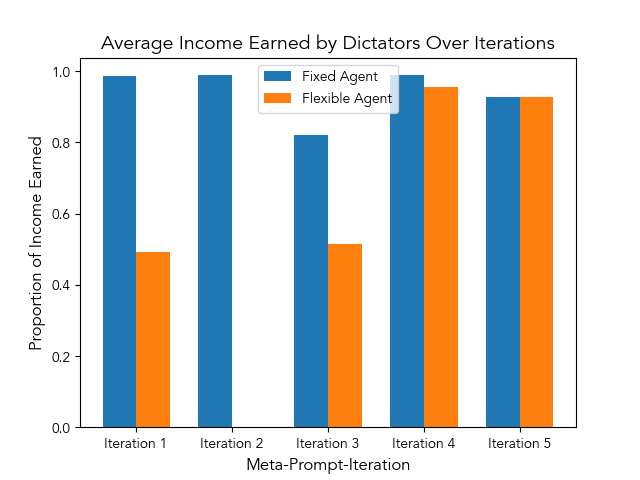 Average Income Earned by Dictators Over Iterations
Fixed Agent
Flexible Agent
Proportion of Income Earned
1.0
0.8
0.6
0.4
0.2
0.0
Iteration 1
Iteration 2
Iteration 3
Iteration 4
Iteration 5
Meta-Prompt-Iteration